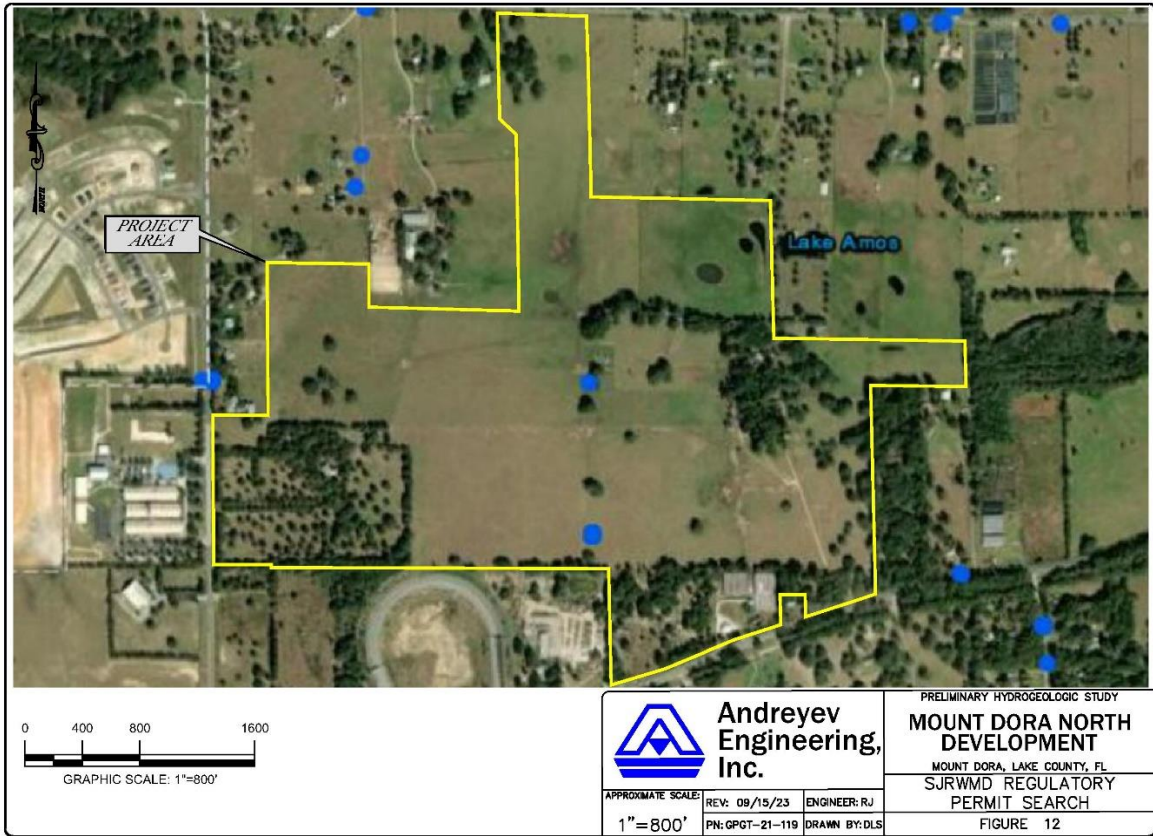 PROJECT
AREA
Lake Amos
NORTH
0 400 800 1600
GRAPHIC SCALE: 1"=800'
Andreyev
Engineering,
Inc.
APPROXIMATE SCALE:
1"=800'
REV: 09/15/23
ENGINEER: RJ
PN: GPGT-21-119
DRAWN BY: DLS
PRELIMINARY HYDROGEOLOGIC STUDY
MOUNT DORA NORTH
DEVELOPMENT
MOUNT DORA, LAKE COUNTY, FL
SJRWMD REGULATORY
PERMIT SEARCH
FIGURE 12